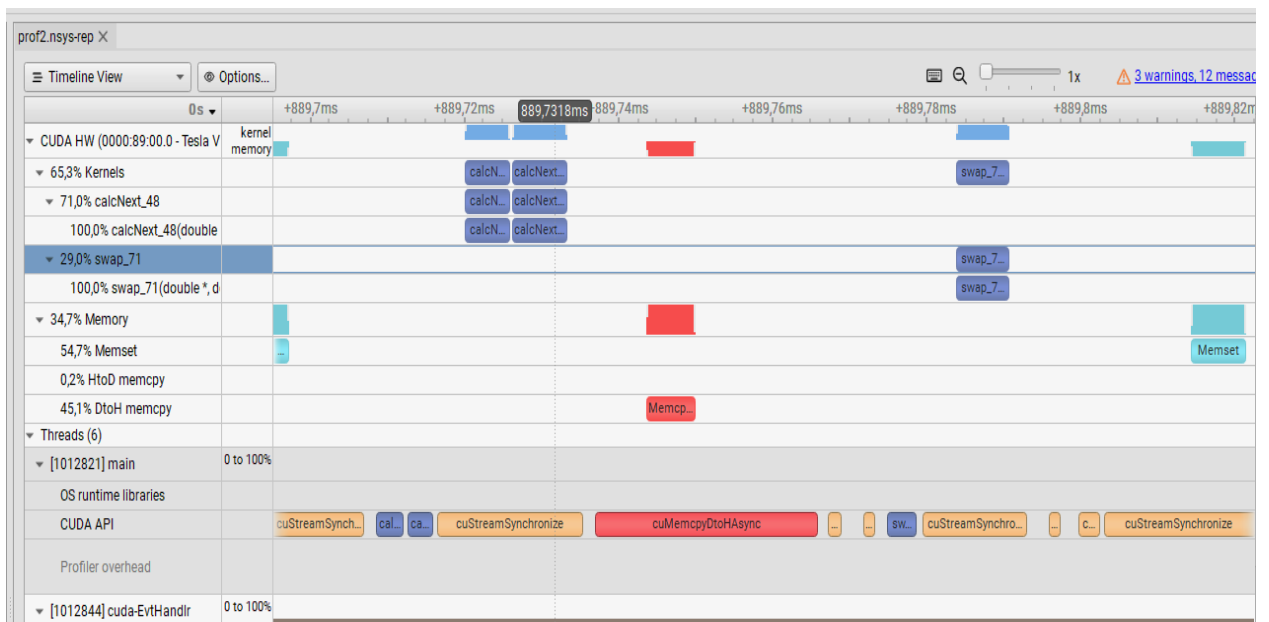 prof2.nsys-rep ×
Timeline View Options... 1x 3 warnings, 12 messac
0s +889,7ms +889,72ms 889,7318ms +889,74ms +889,76ms +889,78ms +889,8ms +889,82m
CUDA HW (0000:89:00.0 - Tesla V kernel
memory
65,3% Kernels calcN... calcNext... swap_7...
71,0% calcNext_48 calcN... calcNext...
100,0% calcNext_48(double calcN... calcNext...
29,0% swap_71 swap_7...
100,0% swap_71(double *, d swap_7...
34,7% Memory
54,7% Memset ... Memset
0,2% HtoD memcpy
45,1% DtoH memcpy Memcp...
Threads (6)
[1012821] main 0 to 100%
OS runtime libraries
CUDA API cuStreamSynch... cal... ca... cuStreamSynchronize cuMemcpyDtoHAsync ... ... sw... cuStreamSynchro... ... c... cuStreamSynchronize
Profiler overhead
[1012844] cuda-EvtHandlr 0 to 100%